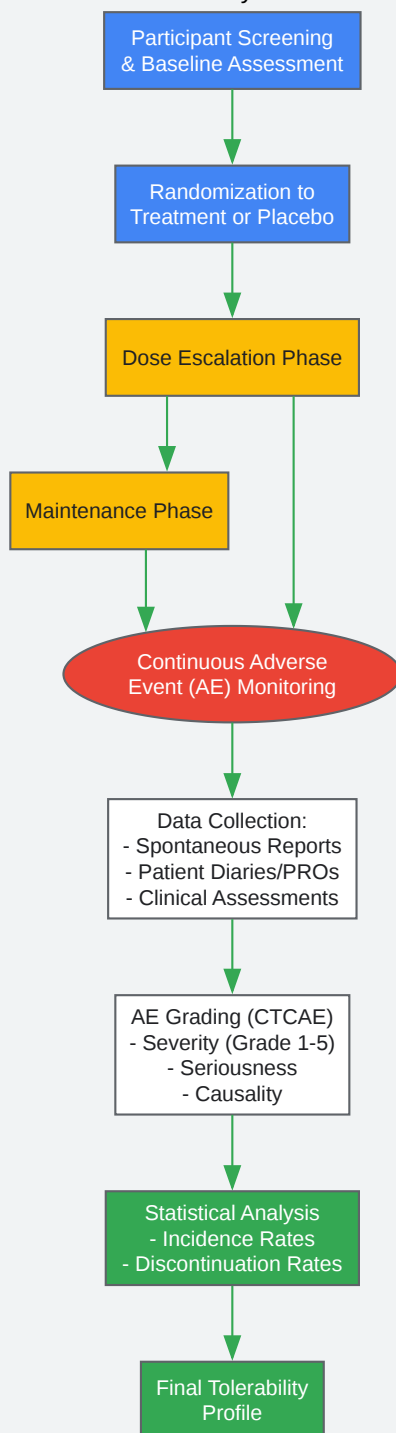 Participant Screening
& Baseline Assessment
Randomization to
Treatment or Placebo
Dose Escalation Phase
Maintenance Phase
Continuous Adverse
Event (AE) Monitoring
Data Collection:
- Spontaneous Reports
- Patient Diaries/PROs
- Clinical Assessments
AE Grading (CTCAE)
- Severity (Grade 1-5)
- Seriousness
- Causality
Statistical Analysis
- Incidence Rates
- Discontinuation Rates
Final Tolerability
Profile